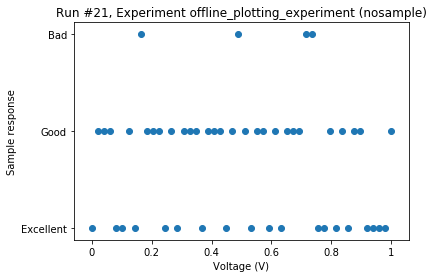 Run #21, Experiment offline_plotting_experiment (nosample)
Bad
Good
Excellent
Sample response
0 0.2 0.4 0.6 0.8 1
Voltage (V)